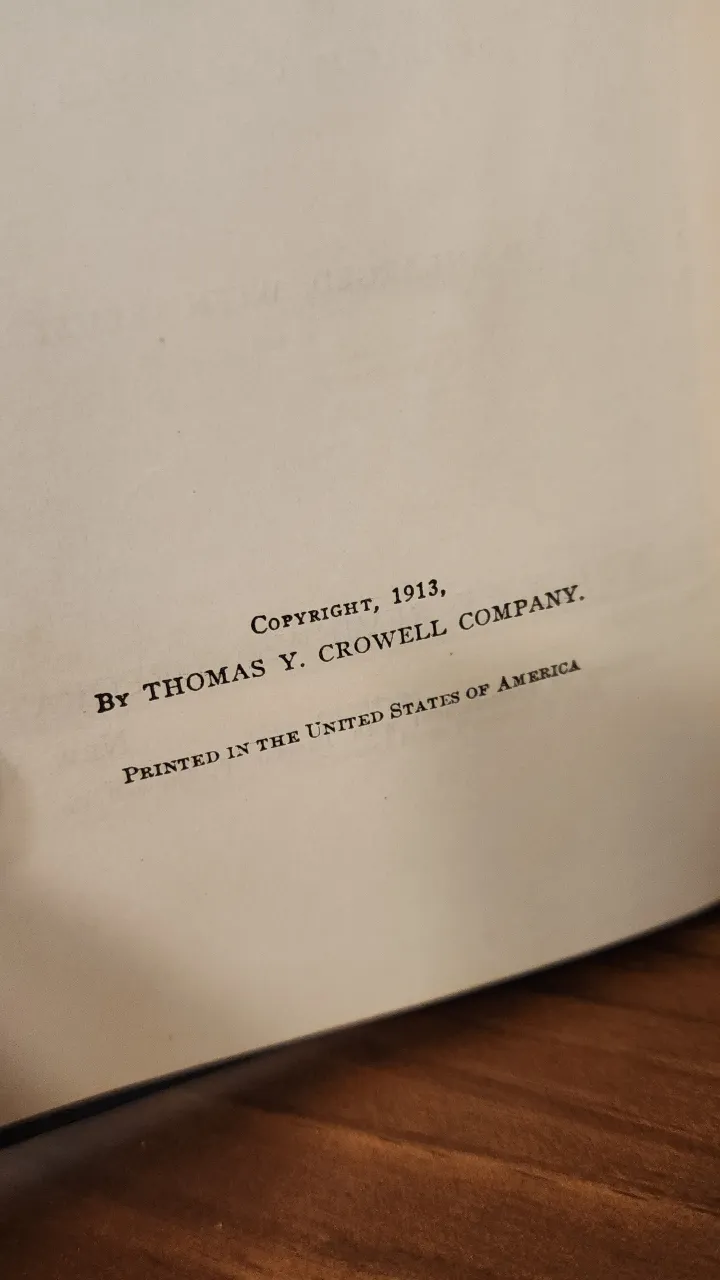 Copyright, 1913,
By THOMAS Y. CROWELL COMPANY.
Printed in the United States of America